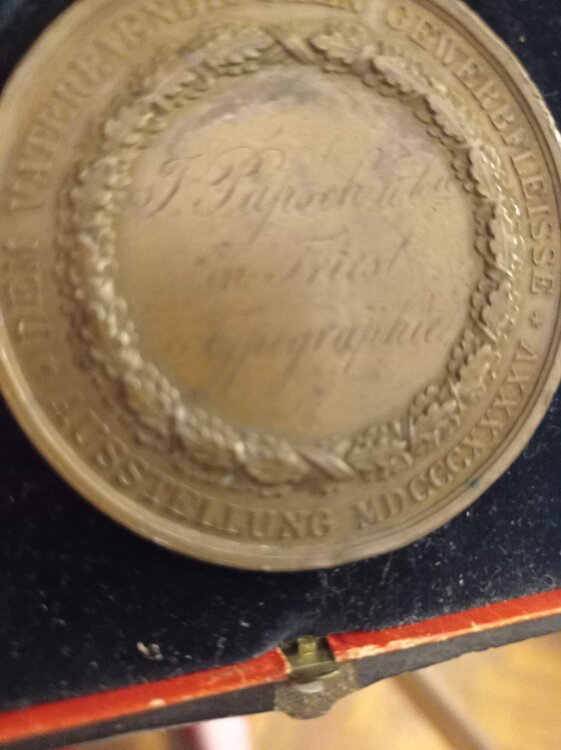 DEM VATERLAENDISCHEN GEWERBFLEISSE
J. Papsch
in Triest
Typographie
AUSSTELLUNG MDCCCXXXXV